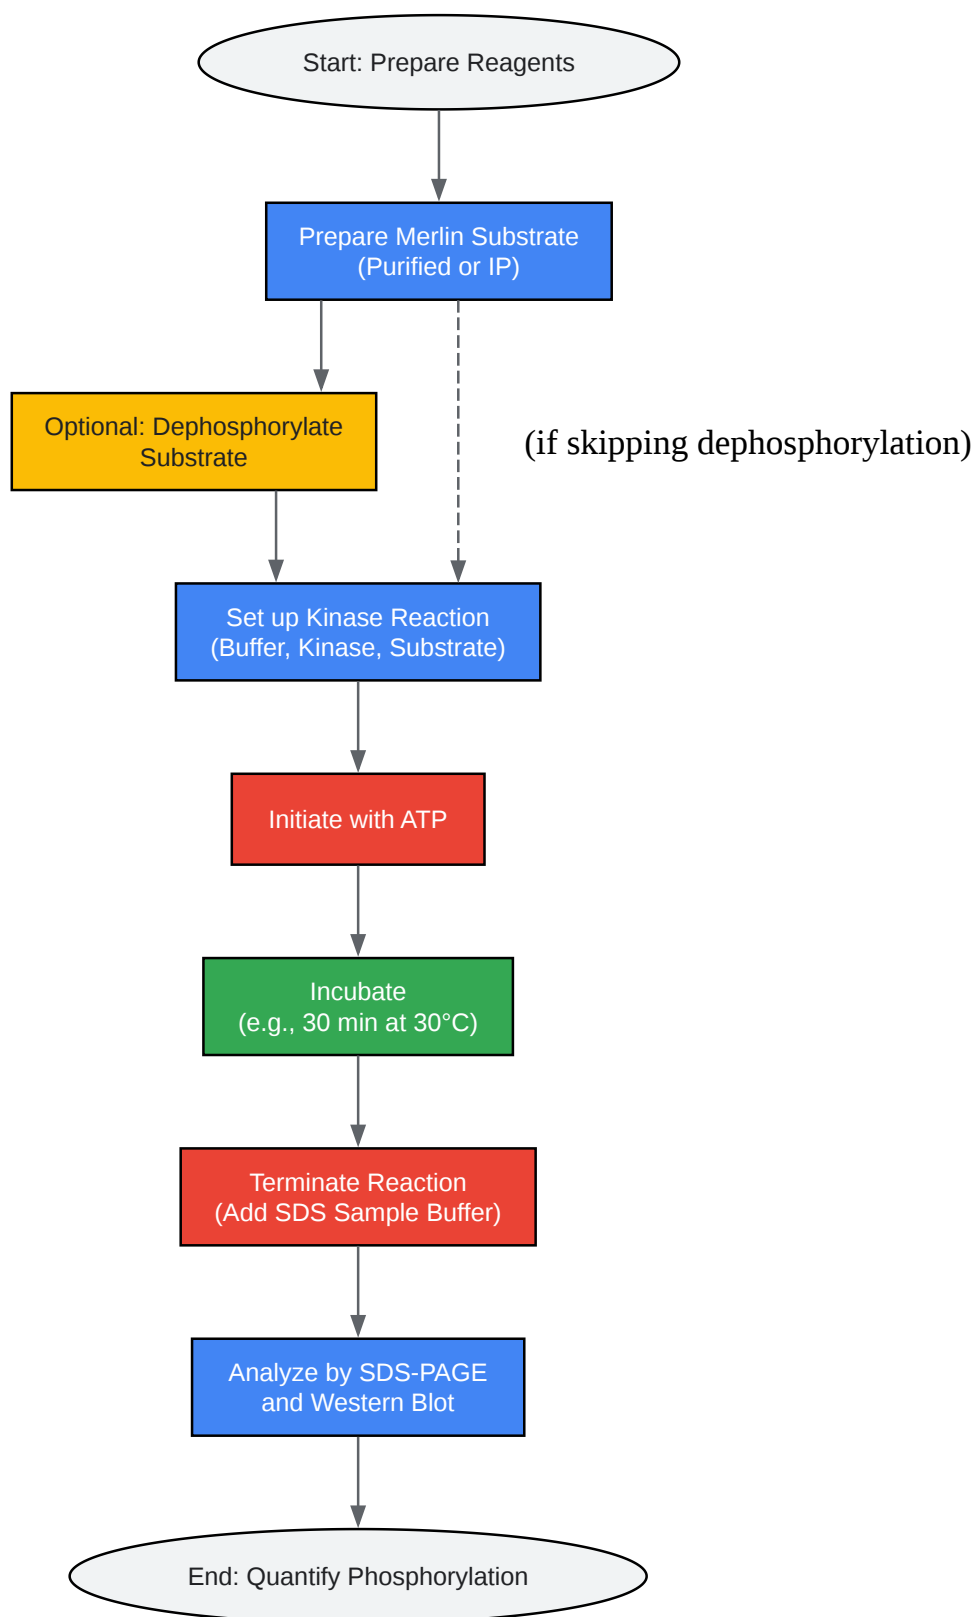 Start: Prepare Reagents
Prepare Merlin Substrate
(Purified or IP)
Optional: Dephosphorylate
Substrate
(if skipping dephosphorylation)
Set up Kinase Reaction
(Buffer, Kinase, Substrate)
Initiate with ATP
Incubate
(e.g., 30 min at 30°C)
Terminate Reaction
(Add SDS Sample Buffer)
Analyze by SDS-PAGE
and Western Blot
End: Quantify Phosphorylation